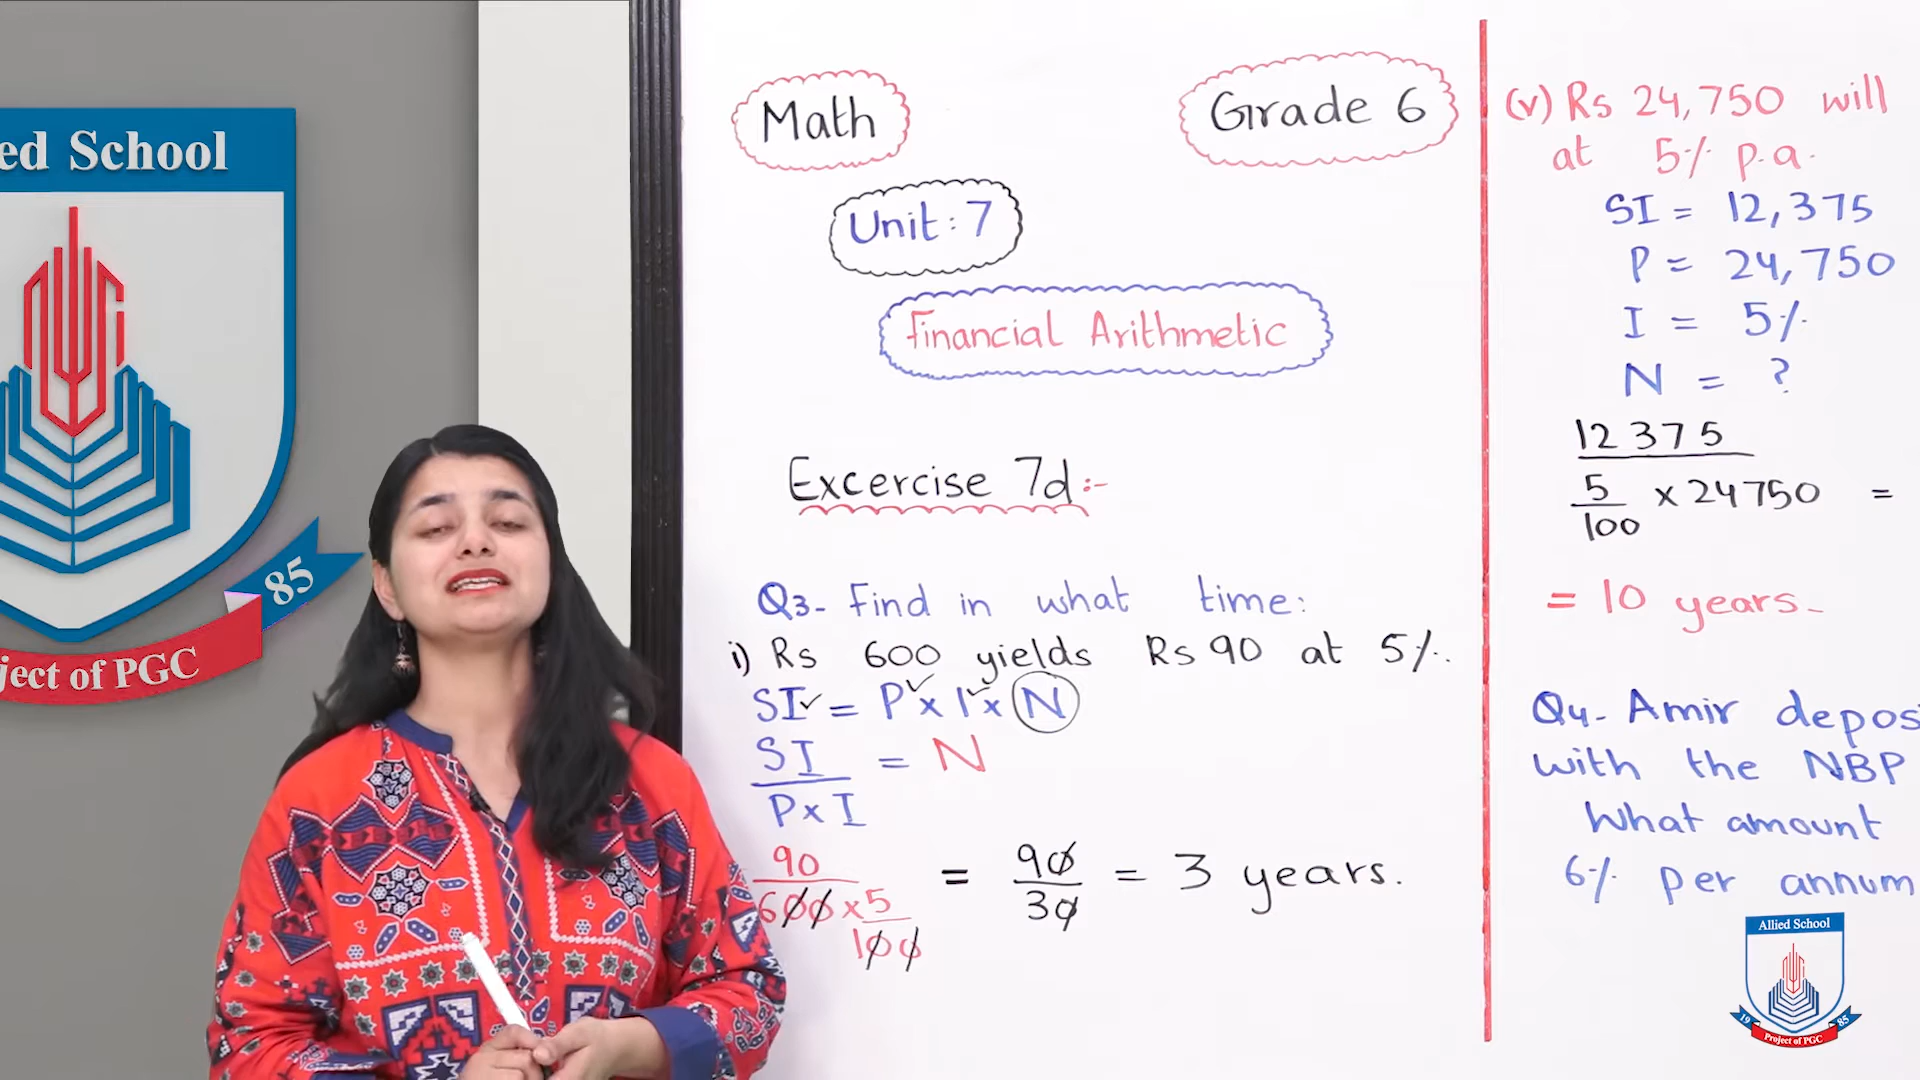 ed School
85
ject of PGC
Math
Grade 6
Unit: 7
Financial Arithmetic
Excercise 7d:-
Q3- Find in what time:
i) Rs 600 yields Rs 90 at 5%.
SI = P x I x N
SI
= N
P x I
90
600 x 5
100
= 90
30
= 3 years.
(v) Rs 24,750 will
at 5% p.a.
SI = 12,375
P = 24,750
I = 5%
N = ?
12375
5
100
x 24750 =
= 10 years-
Q4- Amir depos
with the NBP
What amount
6% per annum
Allied School
19 85
Project of PGC